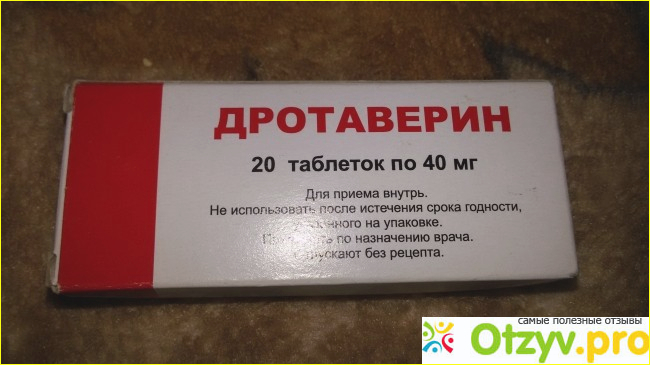 ДРОТАВЕРИН
20 таблеток по 40 мг
Для приема внутрь.
Не использовать после истечения срока годности,
на упаковке.
по назначению врача.
без рецепта.
самые полезные отзывы
Otzyv.pro